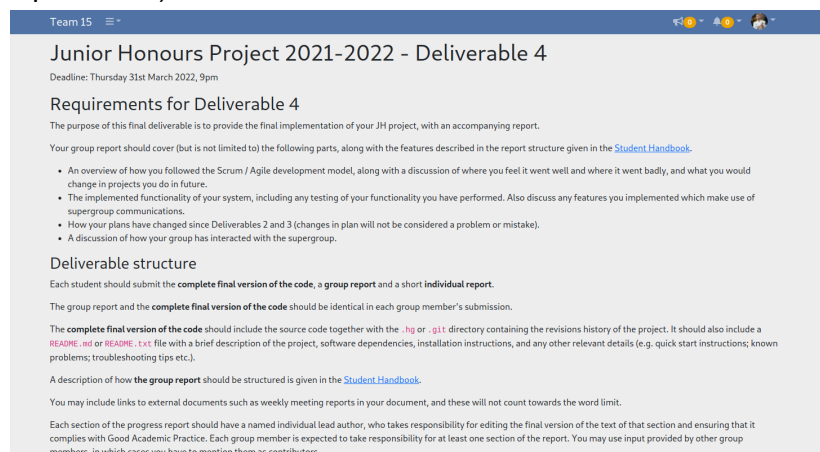 Team 15
0 0
Junior Honours Project 2021-2022 - Deliverable 4
Deadline: Thursday 31st March 2022, 9pm
Requirements for Deliverable 4
The purpose of this final deliverable is to provide the final implementation of your JH project, with an accompanying report.
Your group report should cover (but is not limited to) the following parts, along with the features described in the report structure given in the Student Handbook.
• An overview of how you followed the Scrum / Agile development model, along with a discussion of where you feel it went well and where it went badly, and what you would
change in projects you do in future.
• The implemented functionality of your system, including any testing of your functionality you have performed. Also discuss any features you implemented which make use of
supergroup communications.
• How your plans have changed since Deliverables 2 and 3 (changes in plan will not be considered a problem or mistake).
• A discussion of how your group has interacted with the supergroup.
Deliverable structure
Each student should submit the complete final version of the code, a group report and a short individual report.
The group report and the complete final version of the code should be identical in each group member's submission.
The complete final version of the code should include the source code together with the .hg or .git directory containing the revisions history of the project. It should also include a
README.md or README.txt file with a brief description of the project, software dependencies, installation instructions, and any other relevant details (e.g. quick start instructions; known
problems; troubleshooting tips etc.).
A description of how the group report should be structured is given in the Student Handbook.
You may include links to external documents such as weekly meeting reports in your document, and these will not count towards the word limit.
Each section of the progress report should have a named individual lead author, who takes responsibility for editing the final version of the text of that section and ensuring that it
complies with Good Academic Practice. Each group member is expected to take responsibility for at least one section of the report. You may use input provided by other group
members, in which cases you have to mention them as contributors.